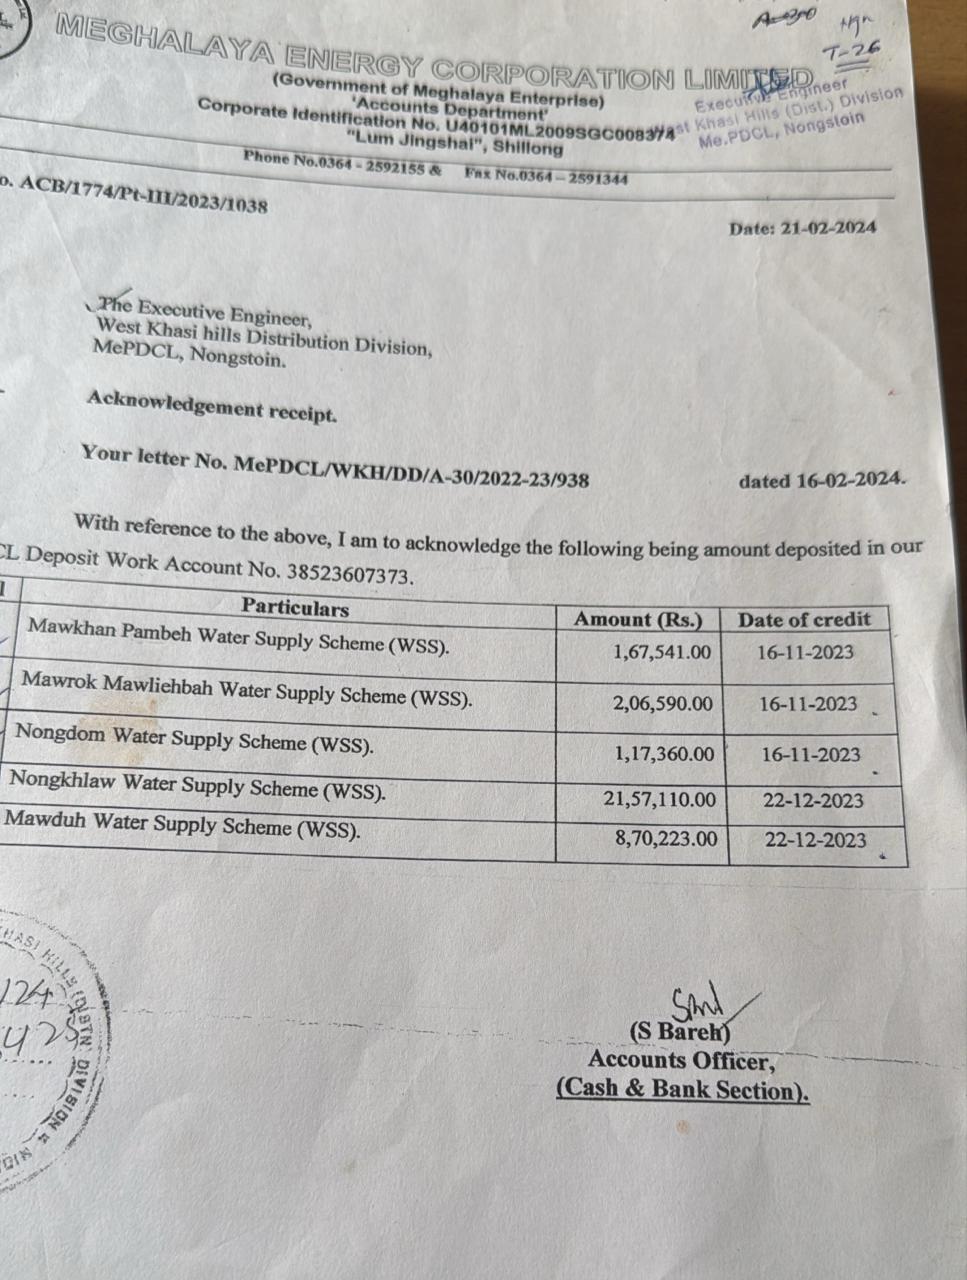 T-26
MEGHALAYA ENERGY CORPORATION LIMITED
(Government of Meghalaya Enterprise)
'Accounts Department'
Corporate Identification No. U40101ML2009SGC008374
"Lum Jingshai", Shillong
Executive Engineer
st Khasi Hills (Dist.) Division
Me.PDCL, Nongstoin
Phone No.0364 - 2592155 & Fax No.0364 – 2591344
o. ACB/1774/Pt-III/2023/1038
Date: 21-02-2024
The Executive Engineer,
West Khasi hills Distribution Division,
MePDCL, Nongstoin.
Acknowledgement receipt.
Your letter No. MePDCL/WKH/DD/A-30/2022-23/938 dated 16-02-2024.
With reference to the above, I am to acknowledge the following being amount deposited in our
CL Deposit Work Account No. 38523607373.
Particulars Amount (Rs.) Date of credit
Mawkhan Pambeh Water Supply Scheme (WSS). 1,67,541.00 16-11-2023
Mawrok Mawliehbah Water Supply Scheme (WSS). 2,06,590.00 16-11-2023
Nongdom Water Supply Scheme (WSS). 1,17,360.00 16-11-2023
Nongkhlaw Water Supply Scheme (WSS). 21,57,110.00 22-12-2023
Mawduh Water Supply Scheme (WSS). 8,70,223.00 22-12-2023
KHASI HILLS (DISTN. DIVISION
(S Bareh)
Accounts Officer,
(Cash & Bank Section).